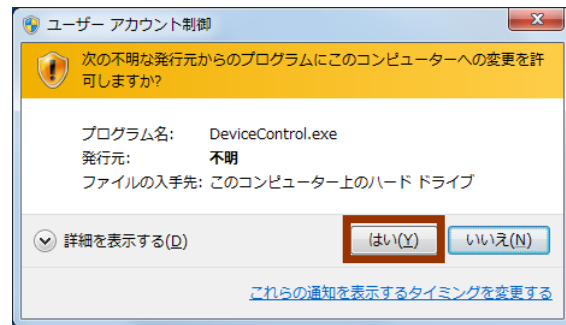 ユーザー アカウント制御
次の不明な発行元からのプログラムにこのコンピューターへの変更を許
可しますか?
プログラム名: DeviceControl.exe
発行元: 不明
ファイルの入手先: このコンピューター上のハード ドライブ
詳細を表示する(D) はい(Y) いいえ(N)
これらの通知を表示するタイミングを変更する